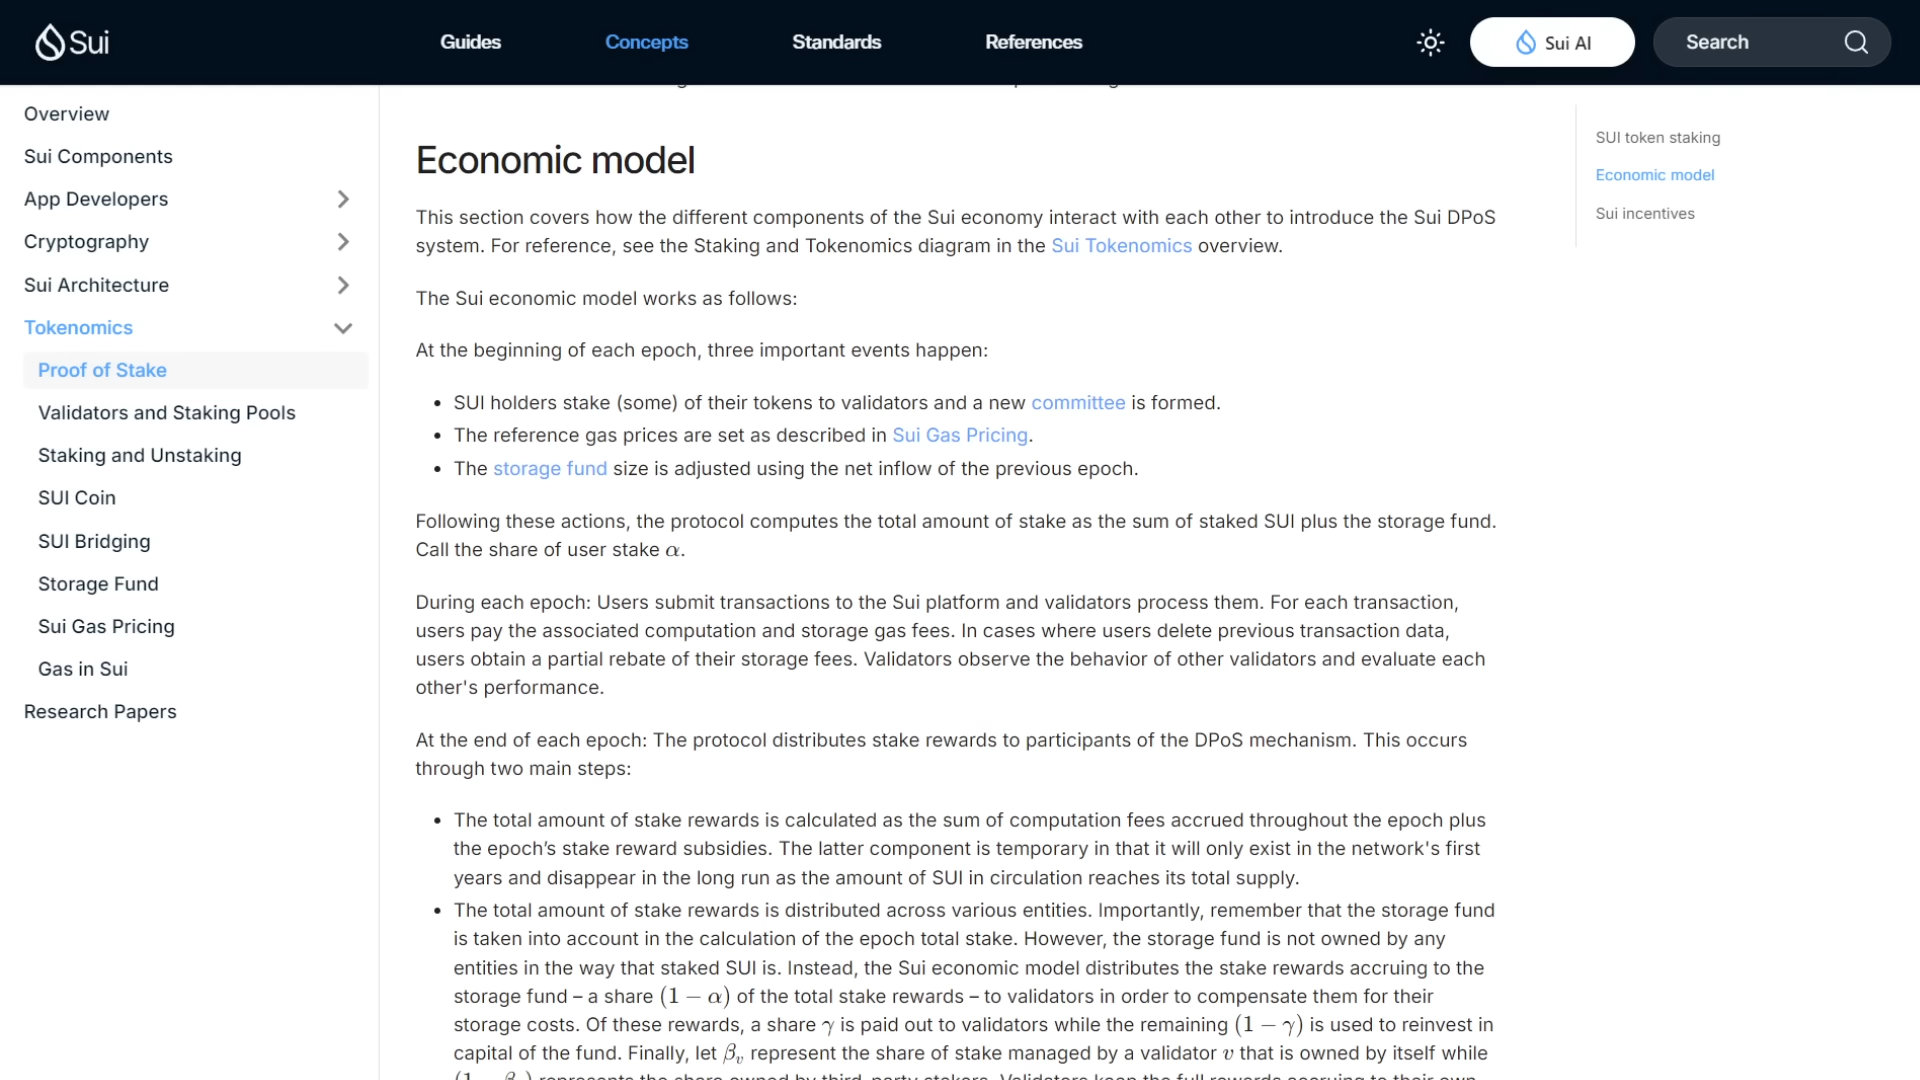 Sui
Guides
Concepts
Standards
References
Sui AI
Search
Overview
Sui Components
App Developers
Cryptography
Sui Architecture
Tokenomics
Proof of Stake
Validators and Staking Pools
Staking and Unstaking
SUI Coin
SUI Bridging
Storage Fund
Sui Gas Pricing
Gas in Sui
Research Papers
Economic model
This section covers how the different components of the Sui economy interact with each other to introduce the Sui DPoS
system. For reference, see the Staking and Tokenomics diagram in the Sui Tokenomics overview.
The Sui economic model works as follows:
At the beginning of each epoch, three important events happen:
• SUI holders stake (some) of their tokens to validators and a new committee is formed.
• The reference gas prices are set as described in Sui Gas Pricing.
• The storage fund size is adjusted using the net inflow of the previous epoch.
Following these actions, the protocol computes the total amount of stake as the sum of staked SUI plus the storage fund.
Call the share of user stake α.
During each epoch: Users submit transactions to the Sui platform and validators process them. For each transaction,
users pay the associated computation and storage gas fees. In cases where users delete previous transaction data,
users obtain a partial rebate of their storage fees. Validators observe the behavior of other validators and evaluate each
other's performance.
At the end of each epoch: The protocol distributes stake rewards to participants of the DPoS mechanism. This occurs
through two main steps:
• The total amount of stake rewards is calculated as the sum of computation fees accrued throughout the epoch plus
the epoch’s stake reward subsidies. The latter component is temporary in that it will only exist in the network's first
years and disappear in the long run as the amount of SUI in circulation reaches its total supply.
• The total amount of stake rewards is distributed across various entities. Importantly, remember that the storage fund
is taken into account in the calculation of the epoch total stake. However, the storage fund is not owned by any
entities in the way that staked SUI is. Instead, the Sui economic model distributes the stake rewards accruing to the
storage fund – a share (1 − α) of the total stake rewards – to validators in order to compensate them for their
storage costs. Of these rewards, a share γ is paid out to validators while the remaining (1 − γ) is used to reinvest in
capital of the fund. Finally, let βv represent the share of stake managed by a validator v that is owned by itself while
(1 − βv) represents the share owned by third-party stakers. Validators keep the full rewards accruing to their own
SUI token staking
Economic model
Sui incentives